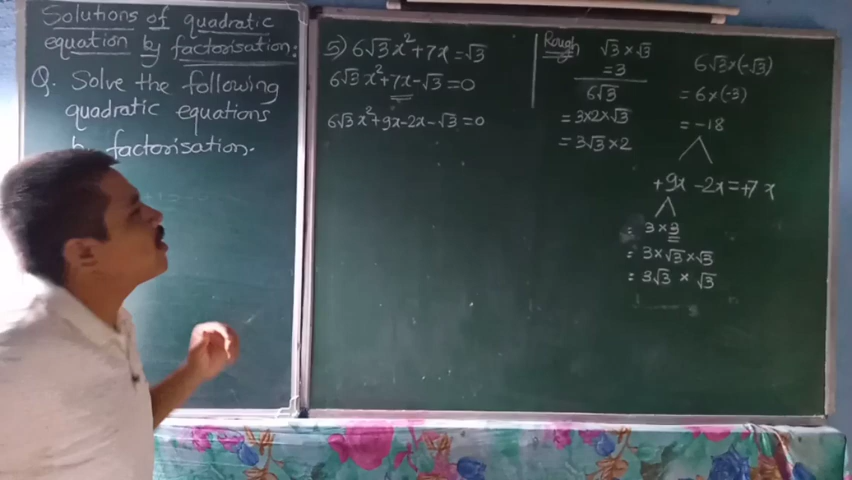 Solutions of quadratic
equation by factorisation:
Q. Solve the following
quadratic equations
factorisation.
5) 6√3x²+7x=√3
6√3x²+7x-√3=0
6√3x²+9x-2x-√3=0
Rough
√3×√3
=3
6√3
=3×2×√3
=3√3×2
6√3×(-√3)
=6×(-3)
=-18
+9x -2x=+7x
= 3×3
= 3×√3×√3
= 3√3 × √3